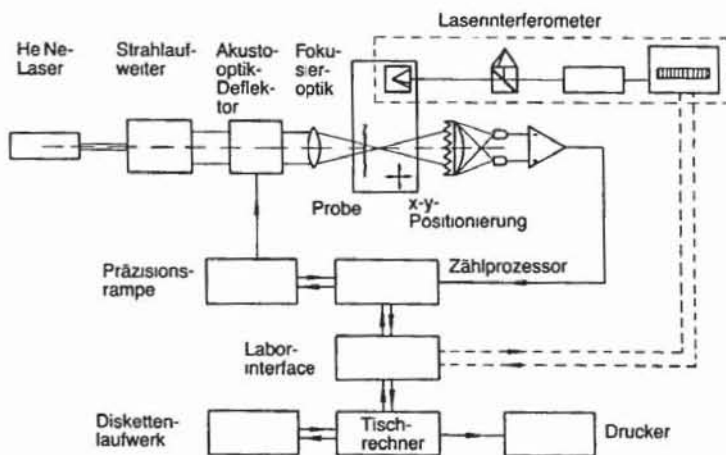 Lasennterferometer
He Ne-
Laser
Strahlauf-
weiter
Akusto-
optik-
Deflek-
tor
Foku-
sier-
optik
Probe
x-y-
Positionierung
Präzisions-
rampe
Zählprozessor
Labor-
interface
Disketten-
laufwerk
Tisch-
rechner
Drucker